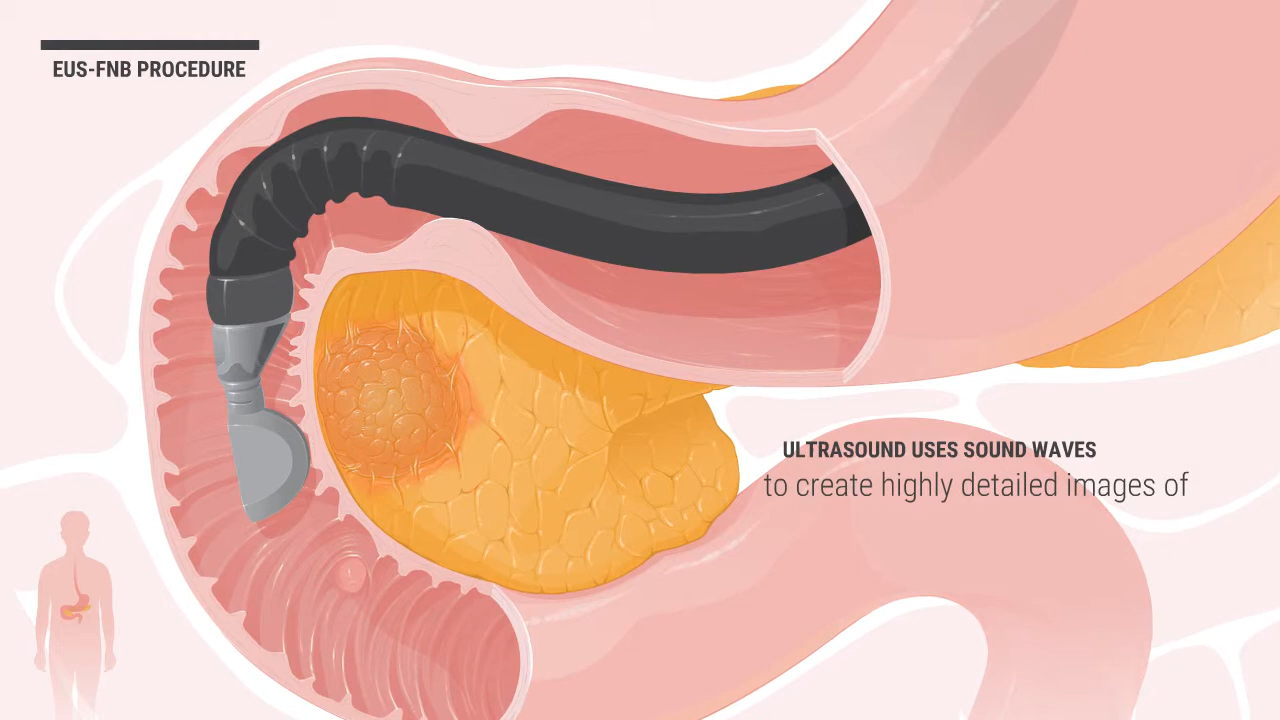 EUS-FNB PROCEDURE
ULTRASOUND USES SOUND WAVES
to create highly detailed images of